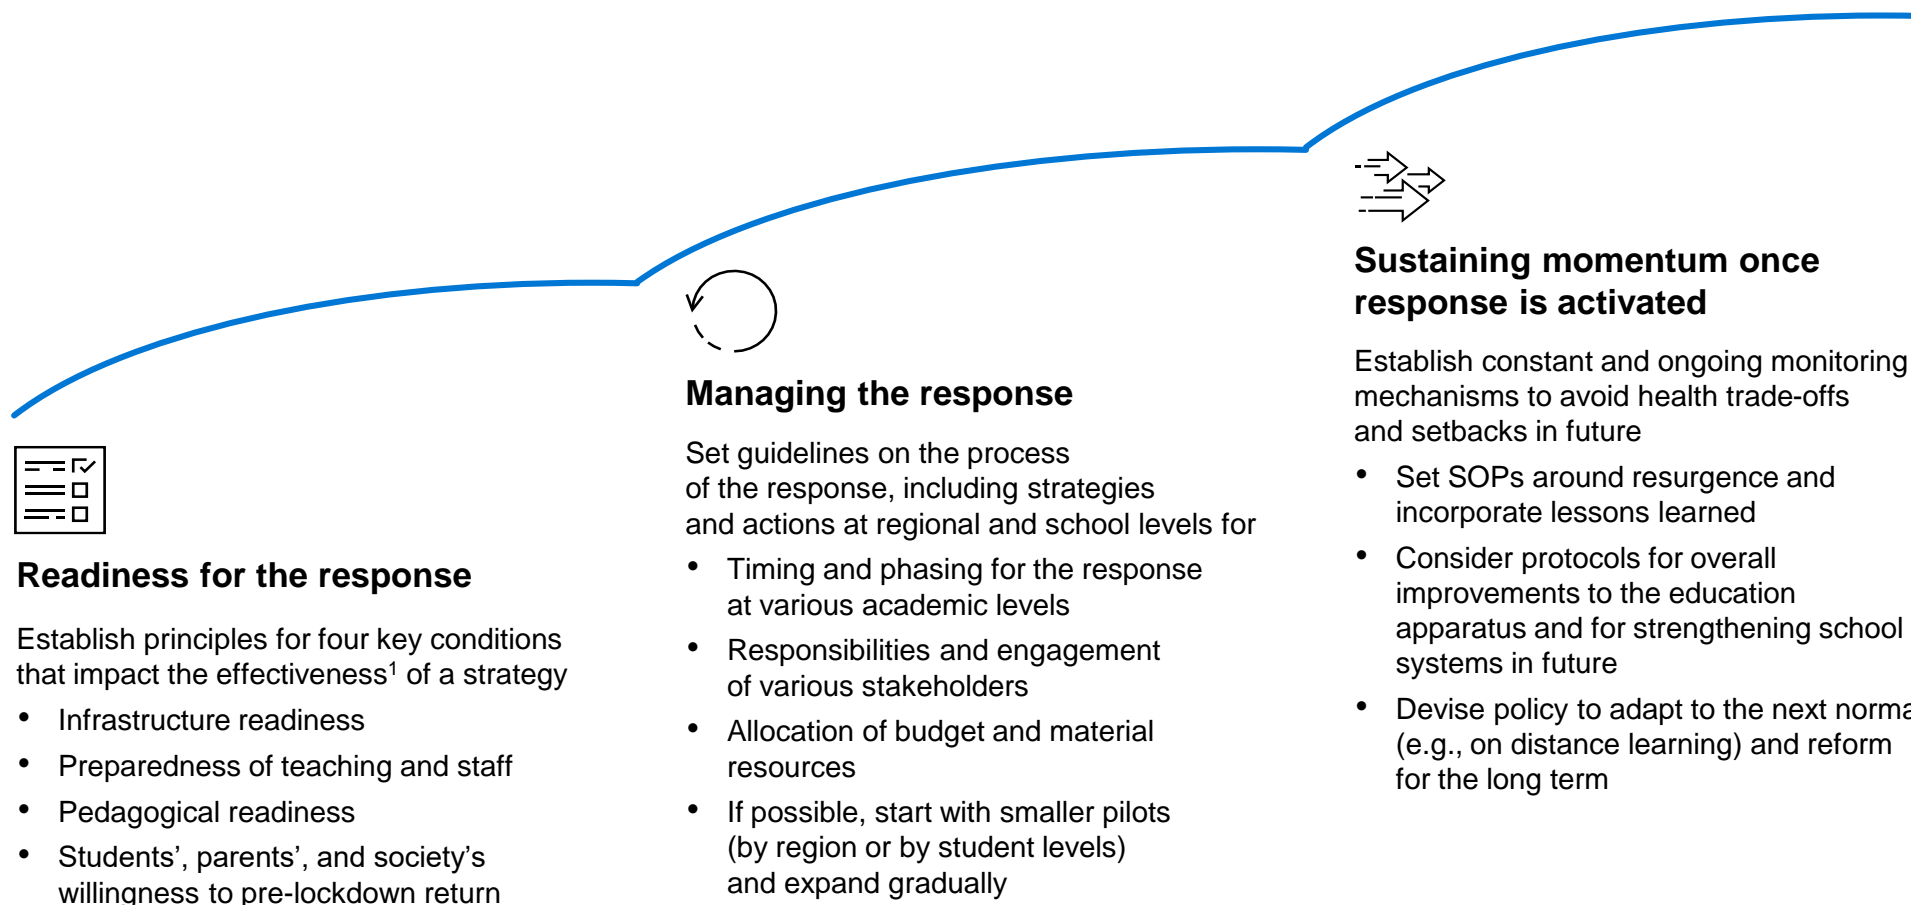 Readiness for the response
Establish principles for four key conditions
that impact the effectiveness¹ of a strategy
• Infrastructure readiness
• Preparedness of teaching and staff
• Pedagogical readiness
• Students’, parents’, and society’s
willingness to pre-lockdown return
Managing the response
Set guidelines on the process
of the response, including strategies
and actions at regional and school levels for
• Timing and phasing for the response
at various academic levels
• Responsibilities and engagement
of various stakeholders
• Allocation of budget and material
resources
• If possible, start with smaller pilots
(by region or by student levels)
and expand gradually
Sustaining momentum once
response is activated
Establish constant and ongoing monitoring
mechanisms to avoid health trade-offs
and setbacks in future
• Set SOPs around resurgence and
incorporate lessons learned
• Consider protocols for overall
improvements to the education
apparatus and for strengthening school
systems in future
• Devise policy to adapt to the next norma
(e.g., on distance learning) and reform
for the long term